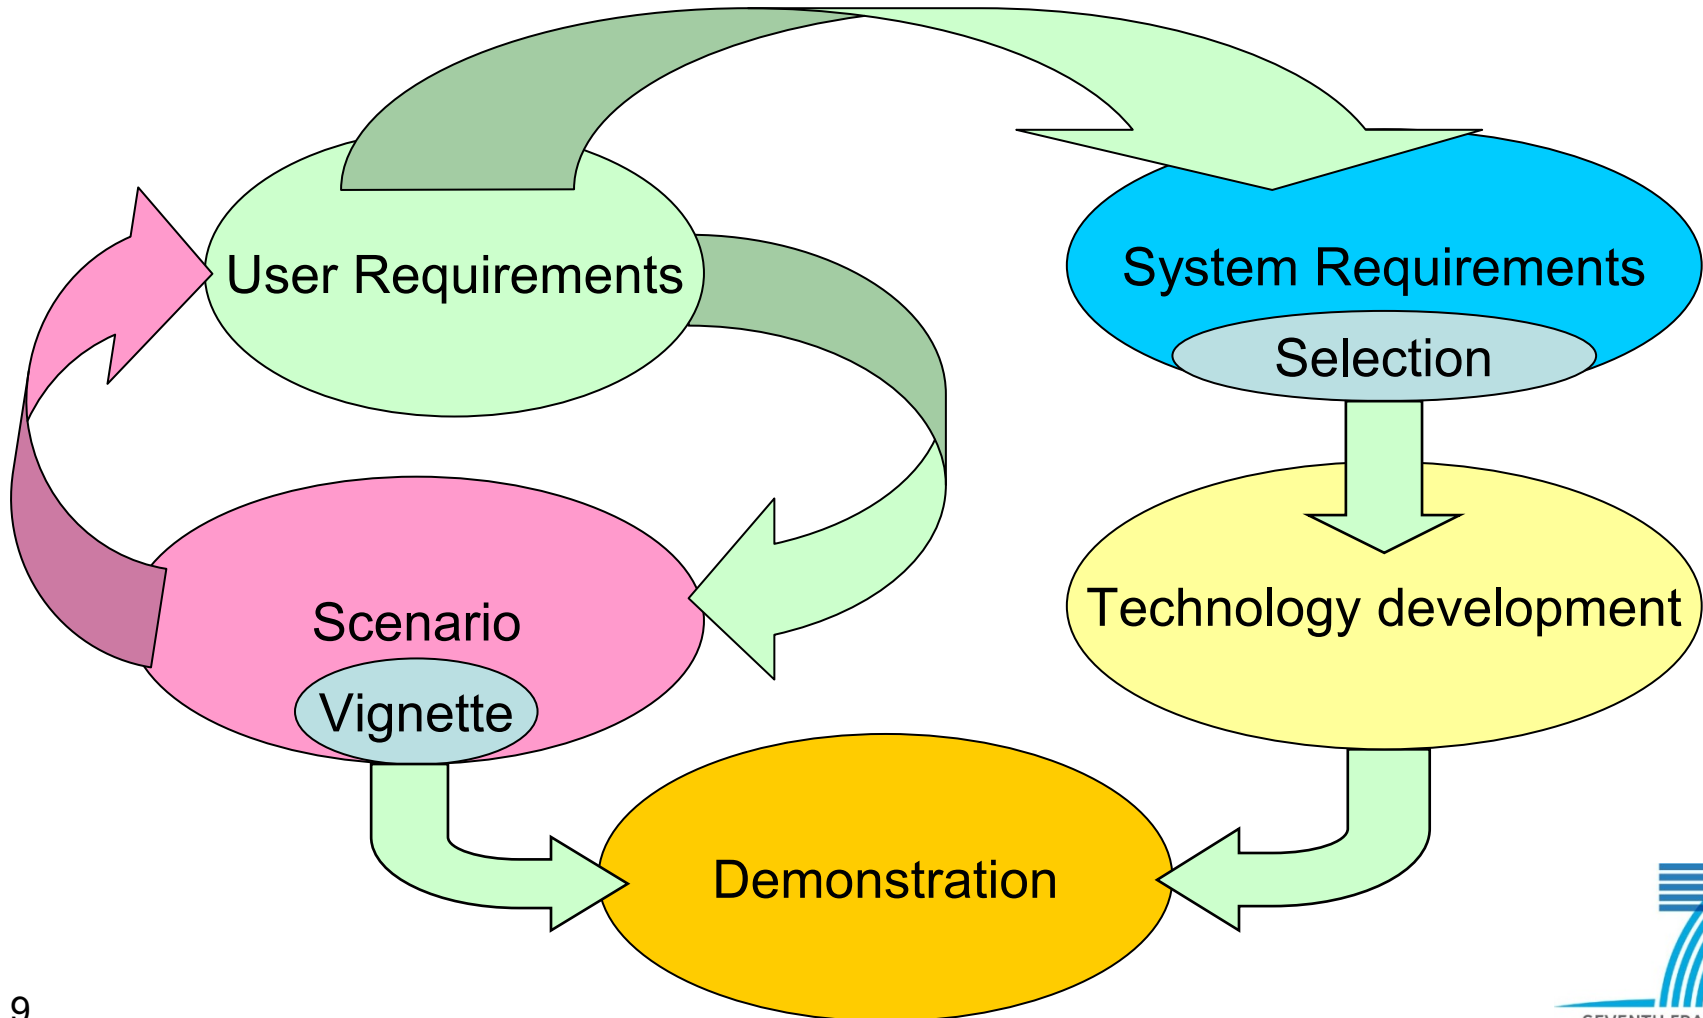 User Requirements
System Requirements
Selection
Scenario
Vignette
Technology development
Demonstration
9